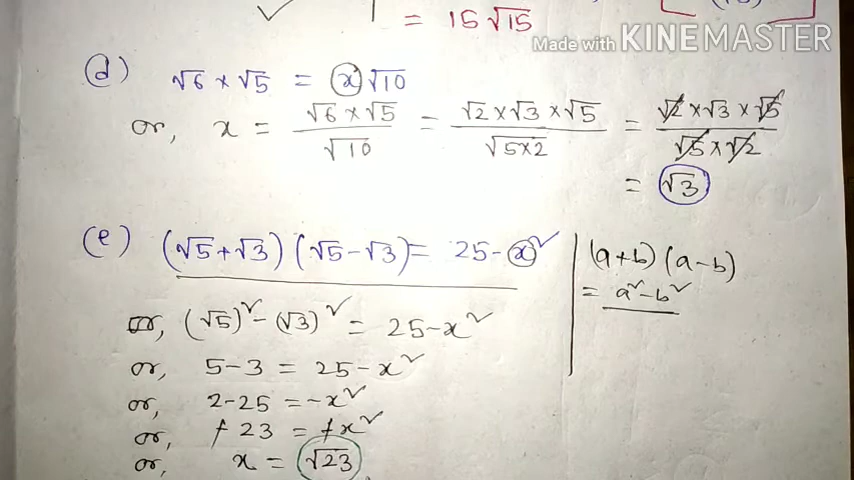 = 15√15
Made with KINEMASTER
(d) √6 × √5 = x√10
or, x = (√6 × √5)/√10 = (√2 × √3 × √5)/√(5×2) = (√2 × √3 × √5)/(√5 × √2)
= √3
(e) (√5 + √3) (√5 - √3) = 25 - x²
or, (√5)² - (√3)² = 25 - x²
or, 5 - 3 = 25 - x²
or, 2 - 25 = - x²
or, - 23 = - x²
or, x = √23
(a+b) (a-b)
= a² - b²